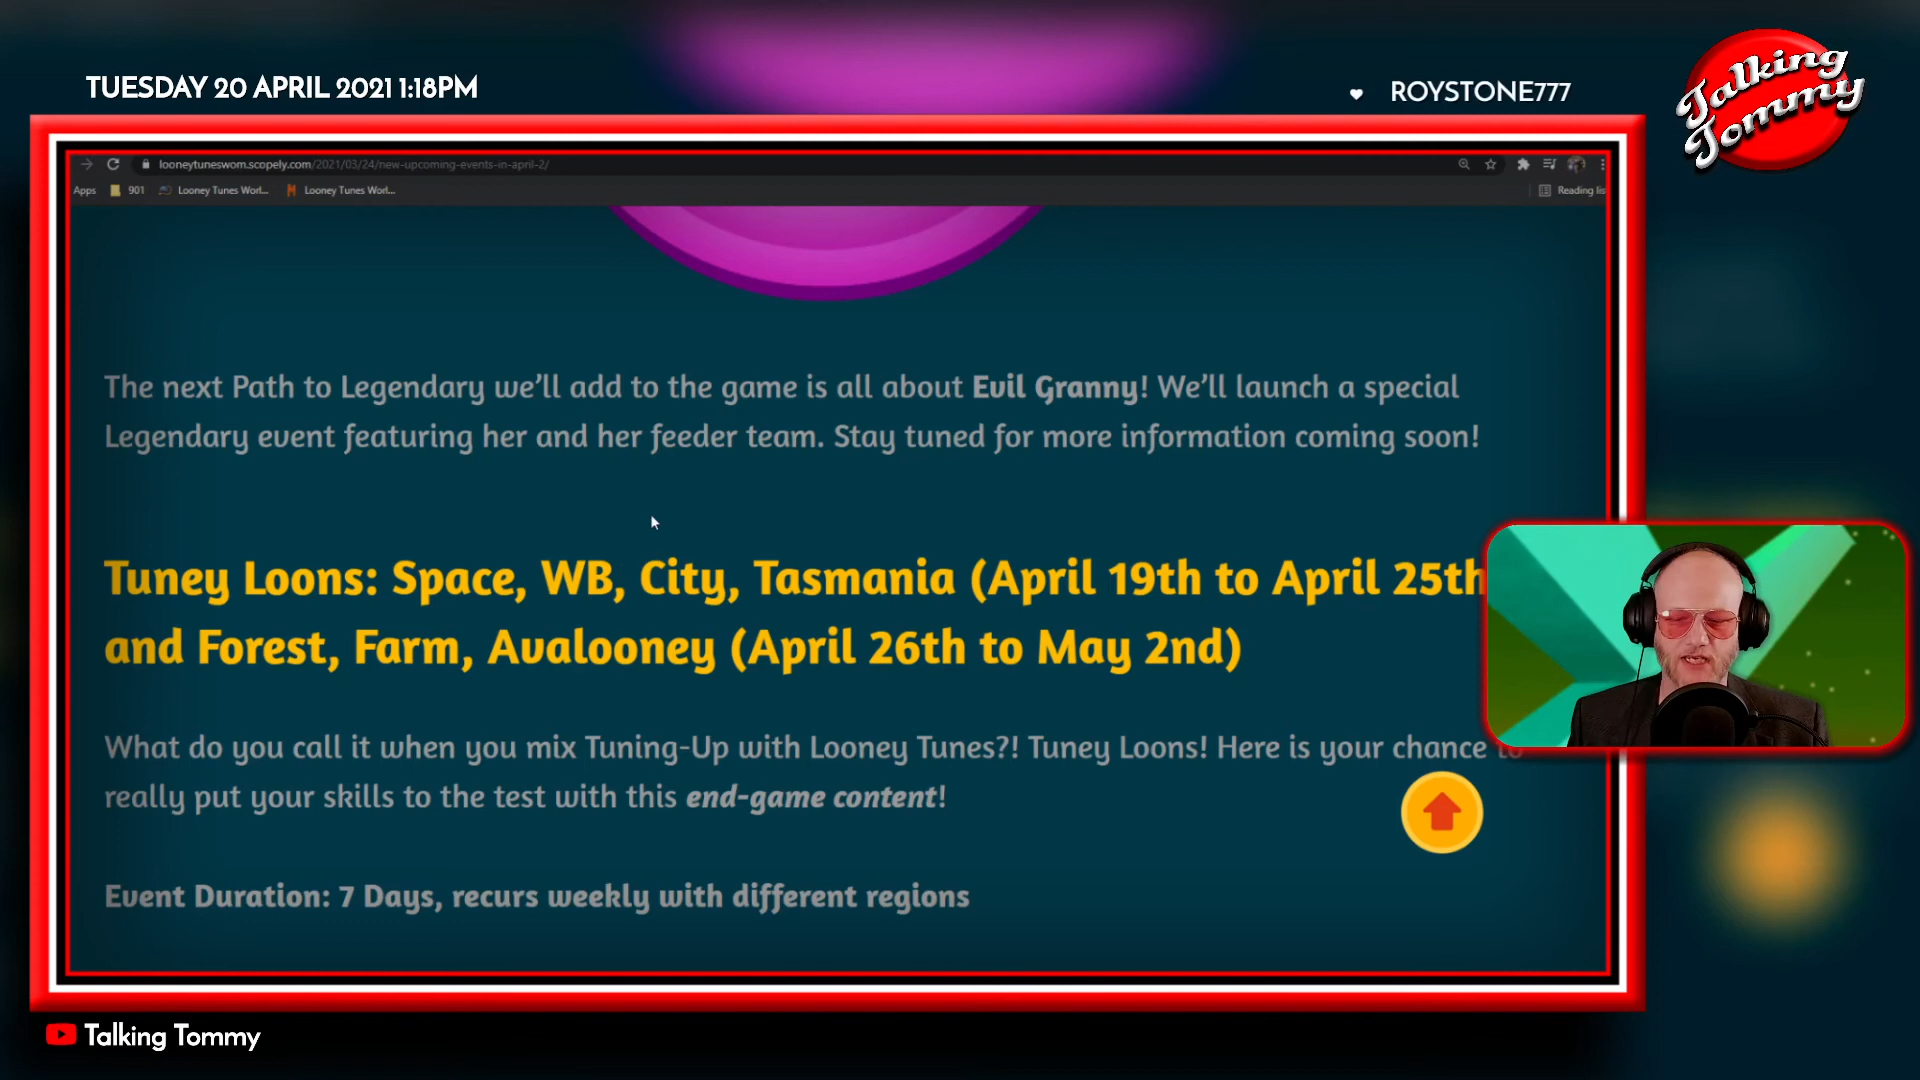 TUESDAY 20 APRIL 2021 1:18PM
ROYSTONE777
Talking
Tommy
looneytuneswom.scopely.com/2021/03/24/new-upcoming-events-in-april-2/
Apps 901 Looney Tunes Worl... Looney Tunes Worl... Reading lis
The next Path to Legendary we'll add to the game is all about Evil Granny! We'll launch a special
Legendary event featuring her and her feeder team. Stay tuned for more information coming soon!
Tuney Loons: Space, WB, City, Tasmania (April 19th to April 25th
and Forest, Farm, Avalooney (April 26th to May 2nd)
What do you call it when you mix Tuning-Up with Looney Tunes?! Tuney Loons! Here is your chance to
really put your skills to the test with this end-game content!
Event Duration: 7 Days, recurs weekly with different regions
Talking Tommy